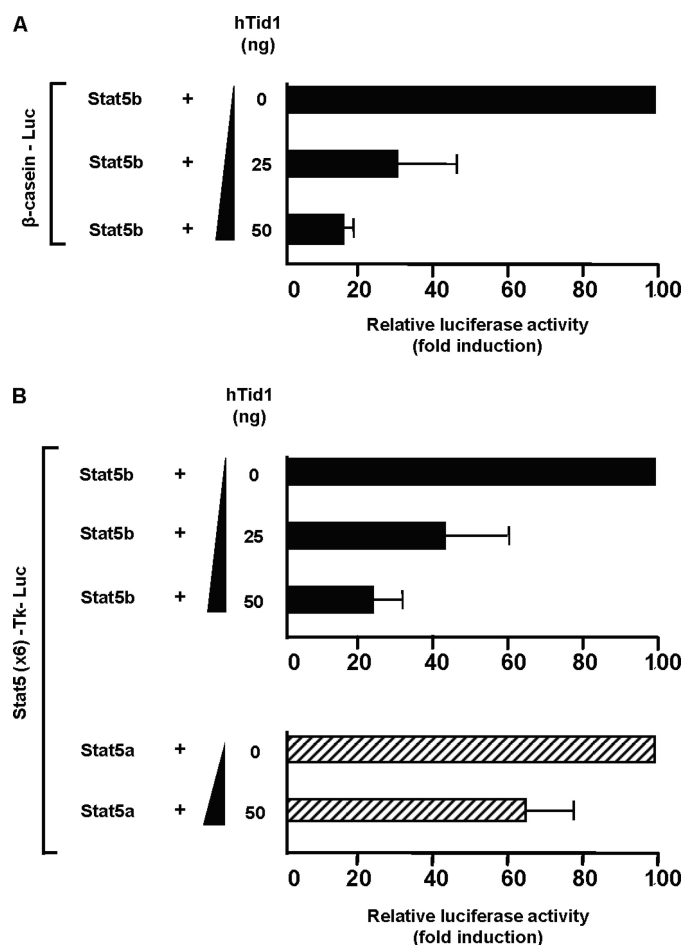 A
hTid1
(ng)
β-casein - Luc
Stat5b + 0
Stat5b + 25
Stat5b + 50
0 20 40 60 80 100
Relative luciferase activity
(fold induction)
B
hTid1
(ng)
Stat5 (x6) -Tk- Luc
Stat5b + 0
Stat5b + 25
Stat5b + 50
0 20 40 60 80 100
Stat5a + 0
Stat5a + 50
0 20 40 60 80 100
Relative luciferase activity
(fold induction)